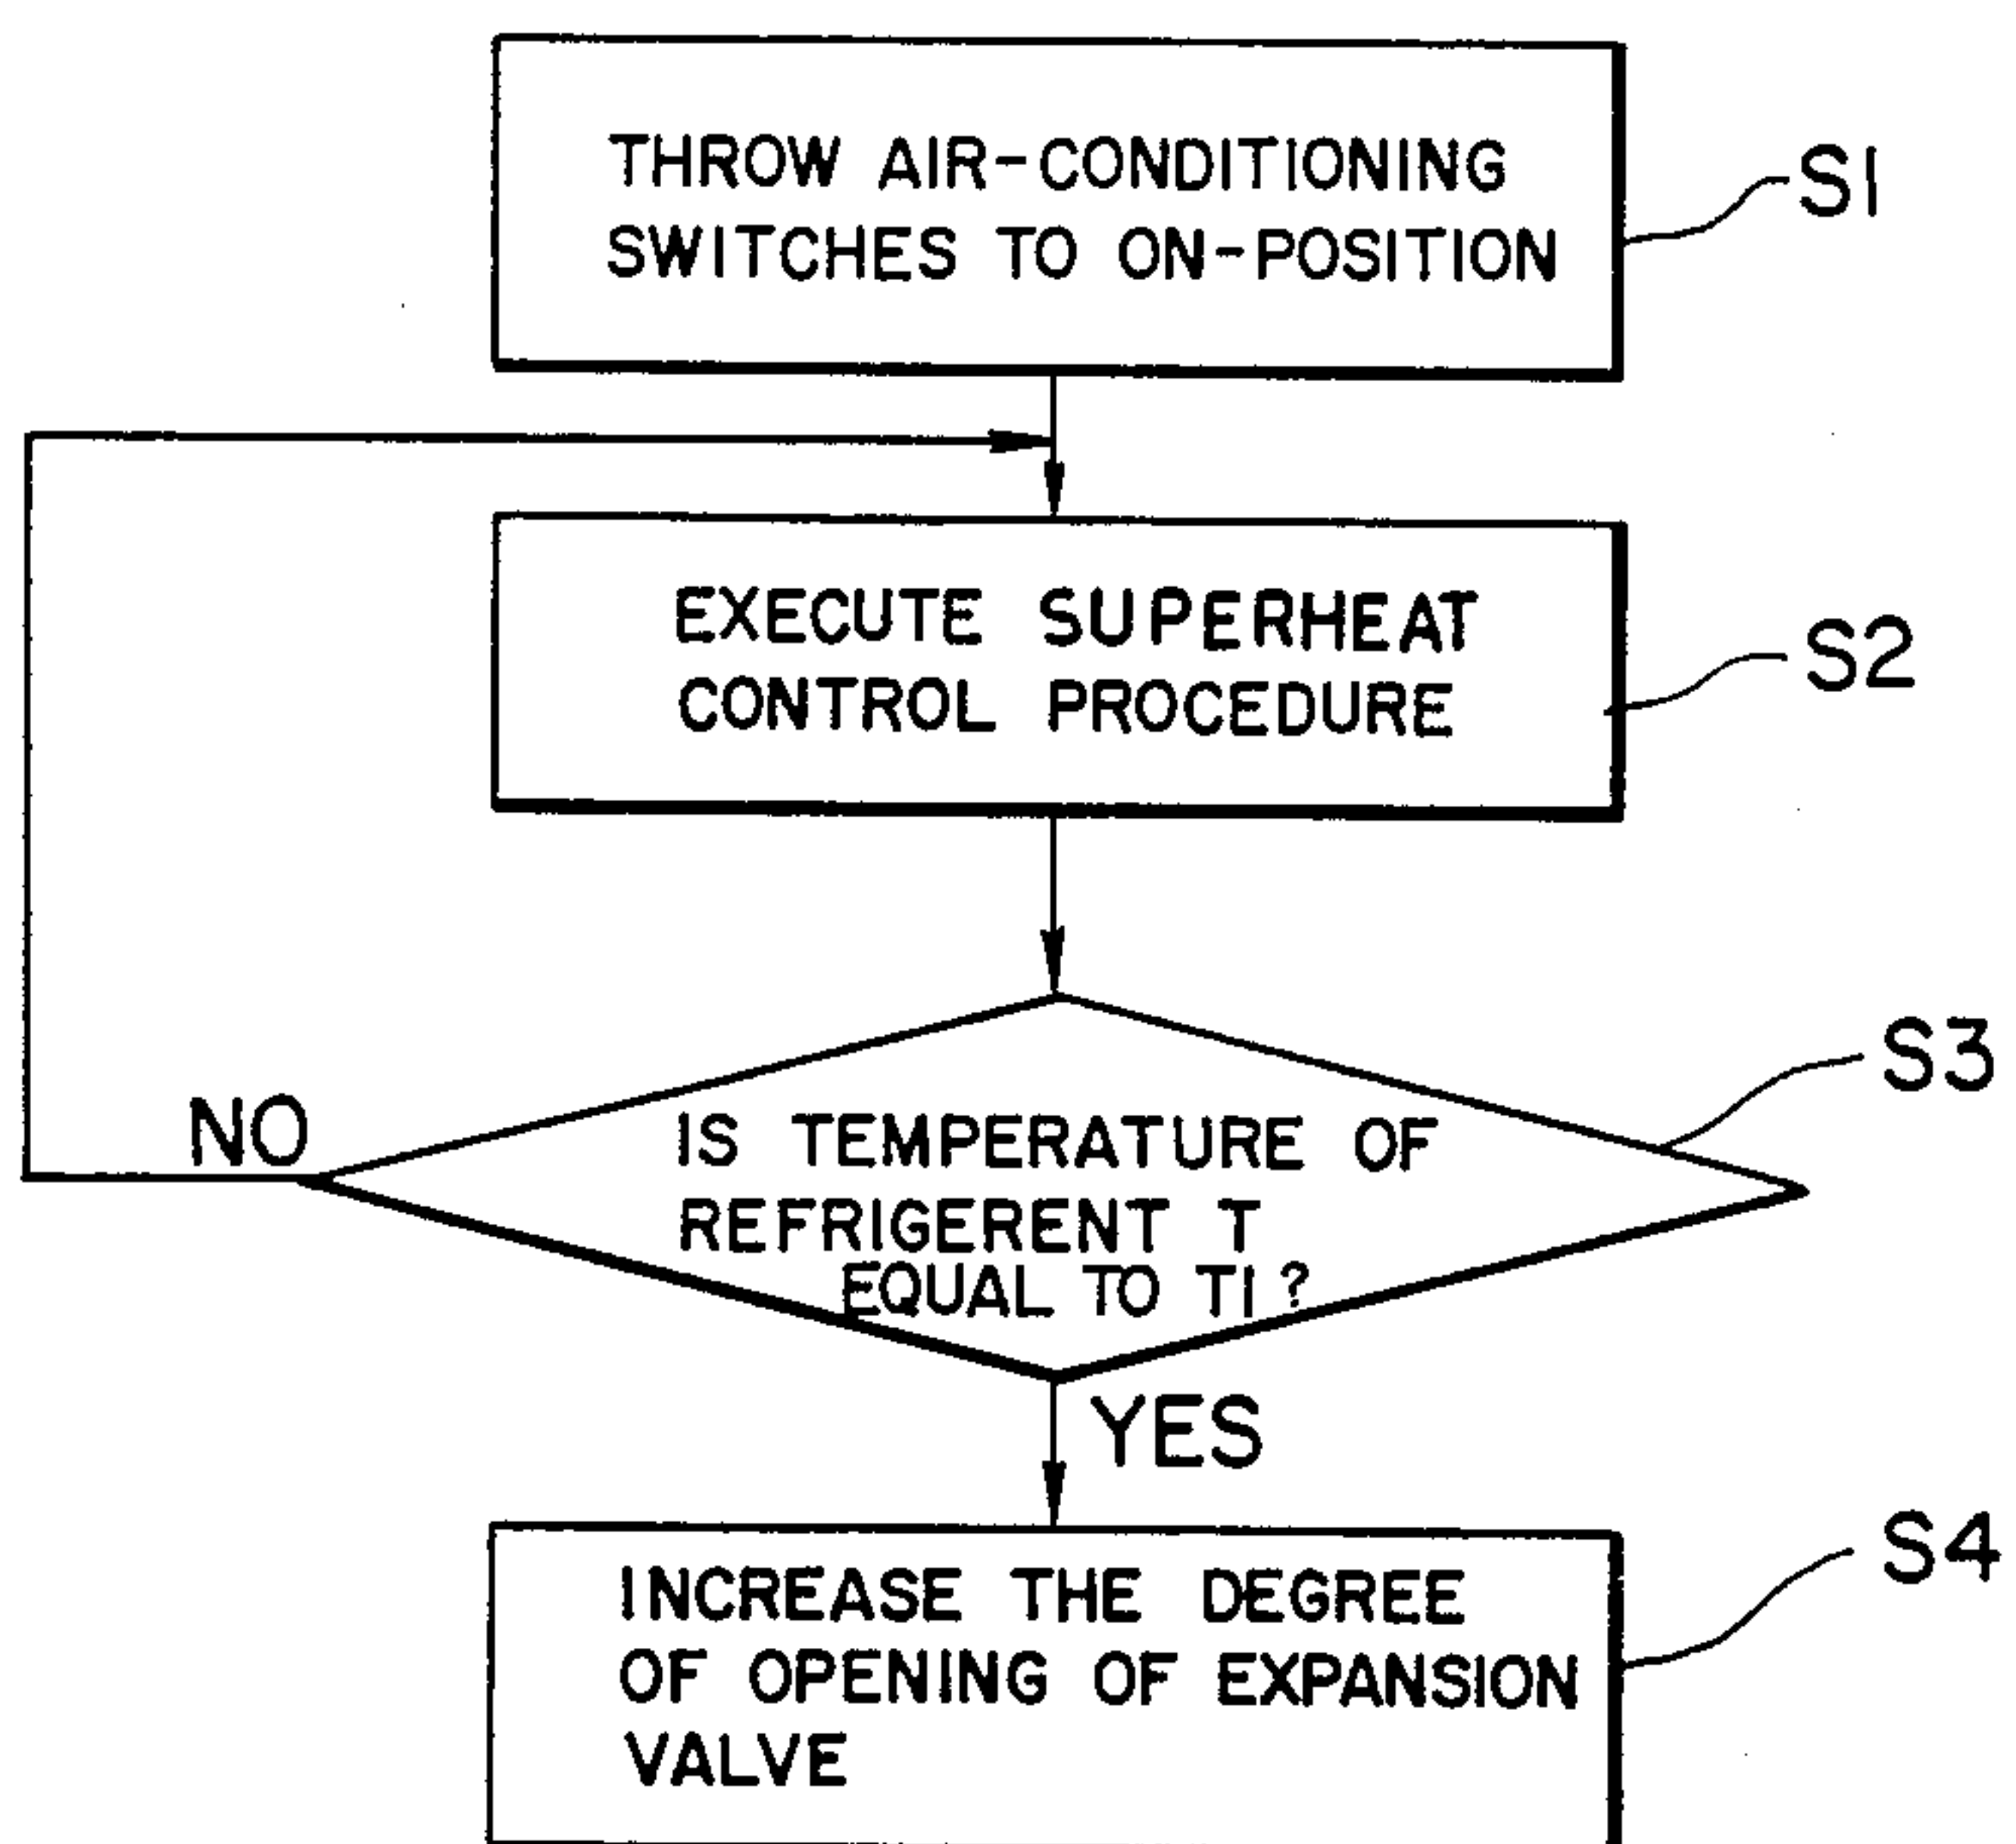 THROW AIR-CONDITIONING
SWITCHES TO ON-POSITION
S1
EXECUTE SUPERHEAT
CONTROL PROCEDURE
S2
S3
NO
IS TEMPERATURE OF
REFRIGERENT T
EQUAL TO T1 ?
YES
S4
INCREASE THE DEGREE
OF OPENING OF EXPANSION
VALVE